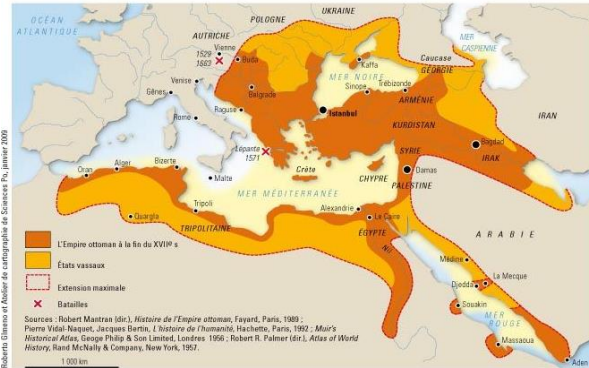 OCÉAN
ATLANTIQUE
POLOGNE
UKRAINE
AUTRICHE
1529
1683
Vienne
Buda
MER
CASPIENNE
Caucase
GÉORGIE
Kaffa
MER NOIRE
Sinope
Trébizonde
ARMÉNIE
Venise
Gênes
Belgrade
Raguse
Rome
Istanbul
KURDISTAN
IRAN
Lépante
1571
Bagdad
IRAK
SYRIE
Damas
PALESTINE
CHYPRE
Crète
Oran
Alger
Bizerte
Malte
MER MÉDITERRANÉE
Tripoli
TRIPOLITAINE
Ouargla
Alexandrie
Le Caire
ÉGYPTE
Nil
ARABIE
Médine
La Mecque
Djedda
Souakin
MER
ROUGE
Massaoua
Aden
L'Empire ottoman à la fin du XVIIe s
États vassaux
Extension maximale
Batailles
Sources : Robert Mantran (dir.), Histoire de l'Empire ottoman, Fayard, Paris, 1989 ;
Pierre Vidal-Naquet, Jacques Bertin, L'histoire de l'humanité, Hachette, Paris, 1992 ; Muir's
Historical Atlas, Geoge Philip & Son Limited, Londres 1956 ; Robert R. Palmer (dir.), Atlas of World
History, Rand McNally & Company, New York, 1957.
1 000 km
Roberto Gimeno et Atelier de cartographie de Sciences Po, janvier 2009